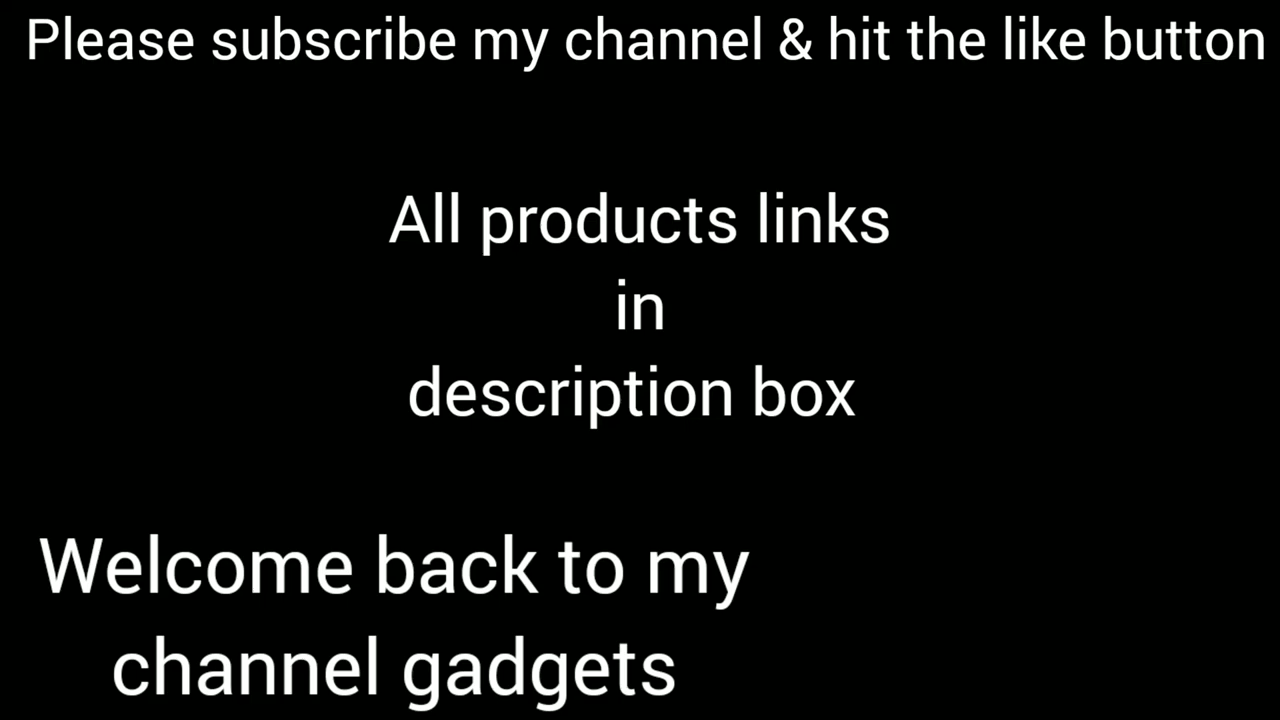 Please subscribe my channel & hit the like button
All products links
in
description box
Welcome back to my
channel gadgets